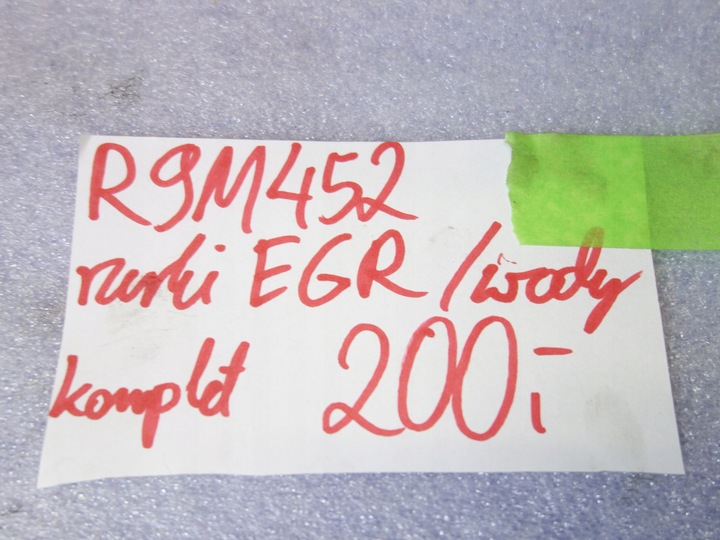 R9M452
rurki EGR / wody
komplet 200,-